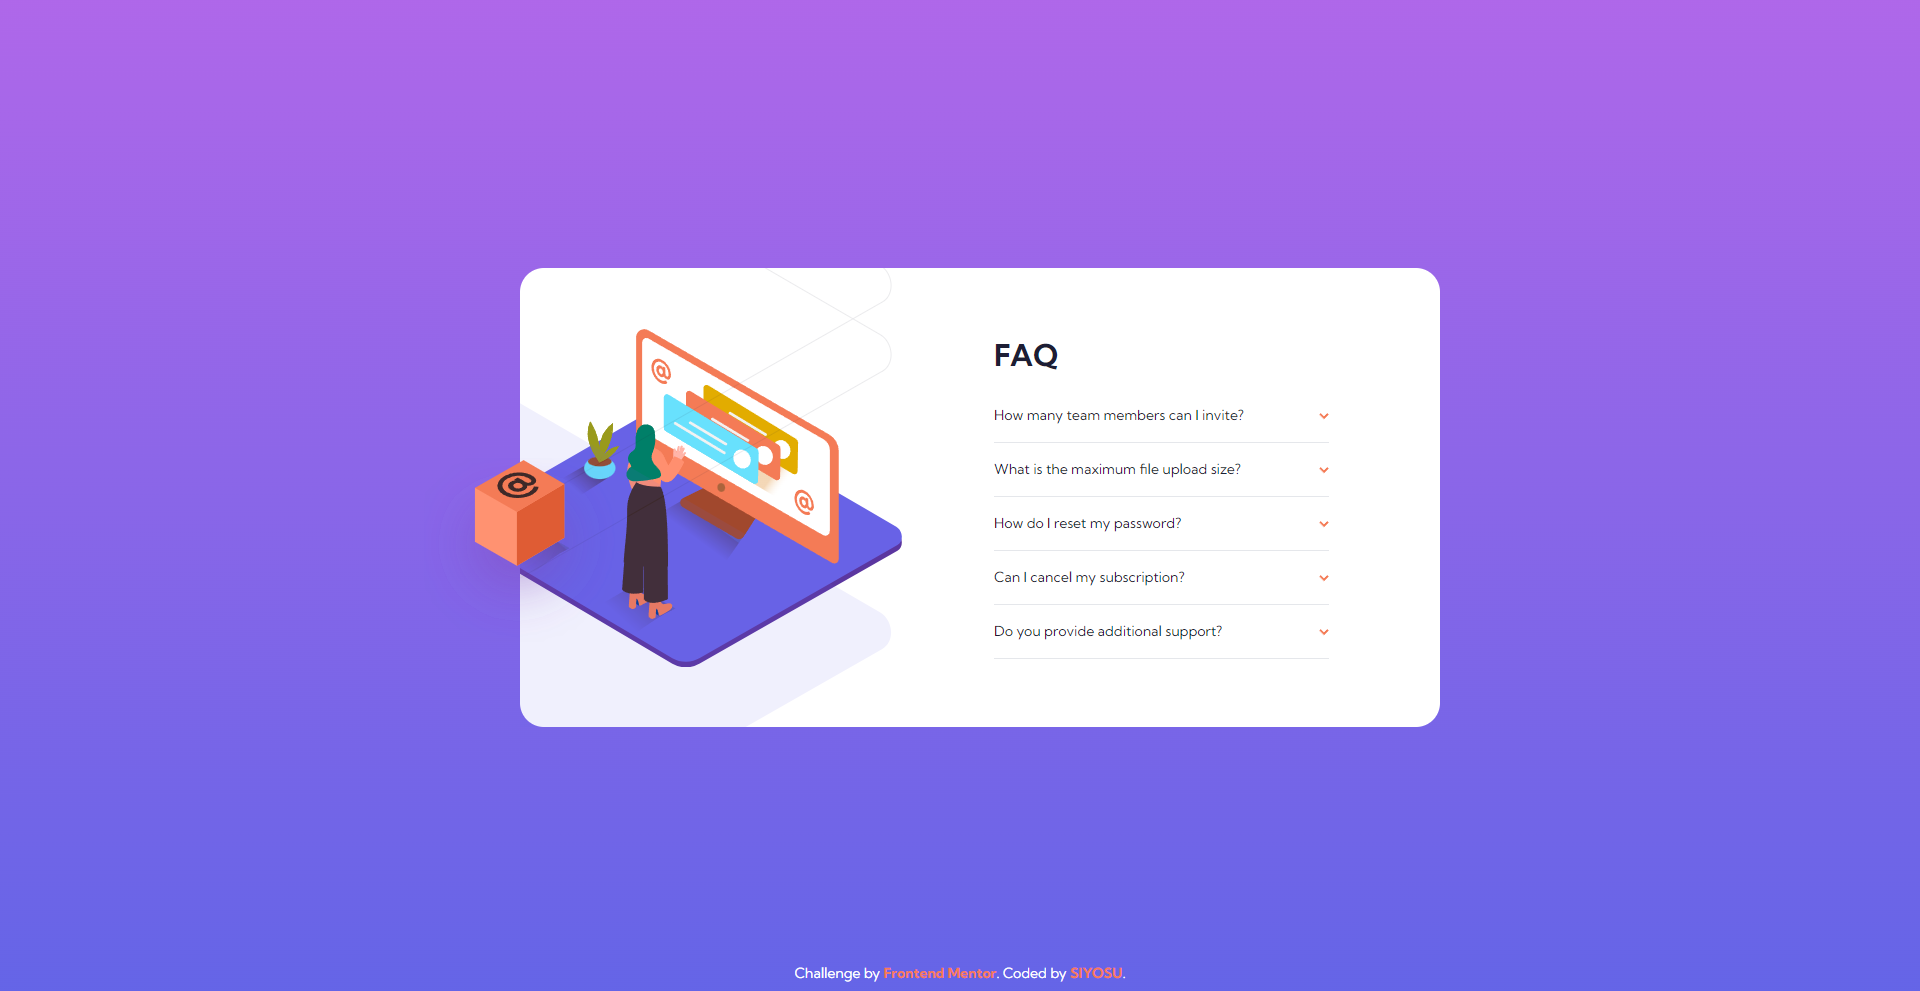 @
@
@
FAQ
How many team members can I invite?
What is the maximum file upload size?
How do I reset my password?
Can I cancel my subscription?
Do you provide additional support?
Challenge by Frontend Mentor. Coded by SIYOSU.